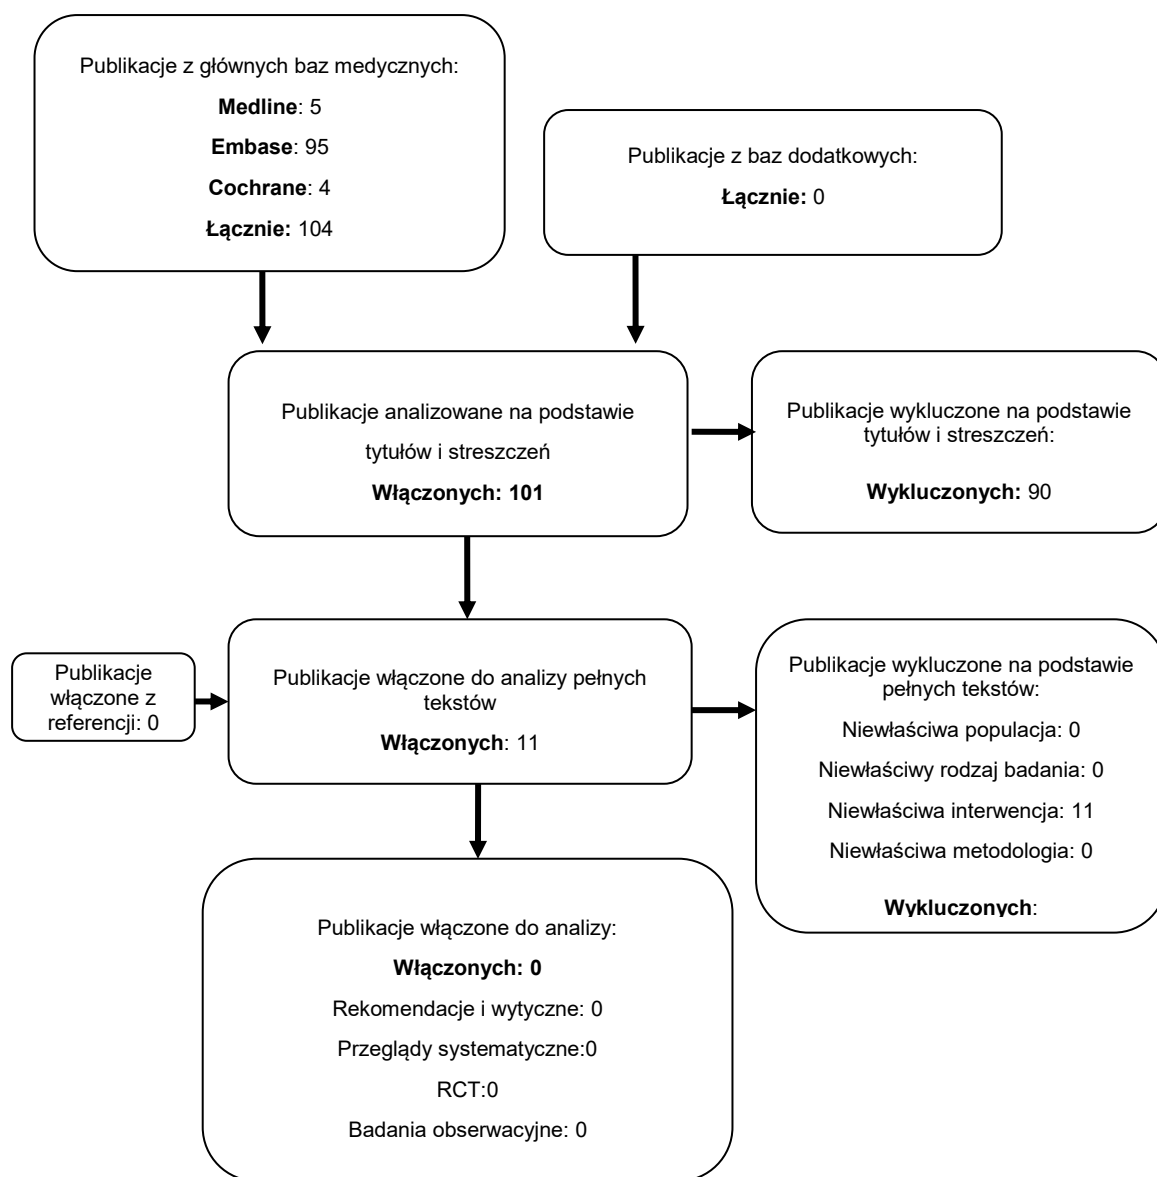 Publikacje z głównych baz medycznych:
Medline: 5
Embase: 95
Cochrane: 4
Łącznie: 104
Publikacje z baz dodatkowych:
Łącznie: 0
Publikacje analizowane na podstawie
tytułów i streszczeń
Włączonych: 101
Publikacje wykluczone na podstawie
tytułów i streszczeń:
Wykluczonych: 90
Publikacje
włączone z
referencji: 0
Publikacje włączone do analizy pełnych
tekstów
Włączonych: 11
Publikacje wykluczone na podstawie
pełnych tekstów:
Niewłaściwa populacja: 0
Niewłaściwy rodzaj badania: 0
Niewłaściwa interwencja: 11
Niewłaściwa metodologia: 0
Wykluczonych:
Publikacje włączone do analizy:
Włączonych: 0
Rekomendacje i wytyczne: 0
Przeglądy systematyczne:0
RCT:0
Badania obserwacyjne: 0